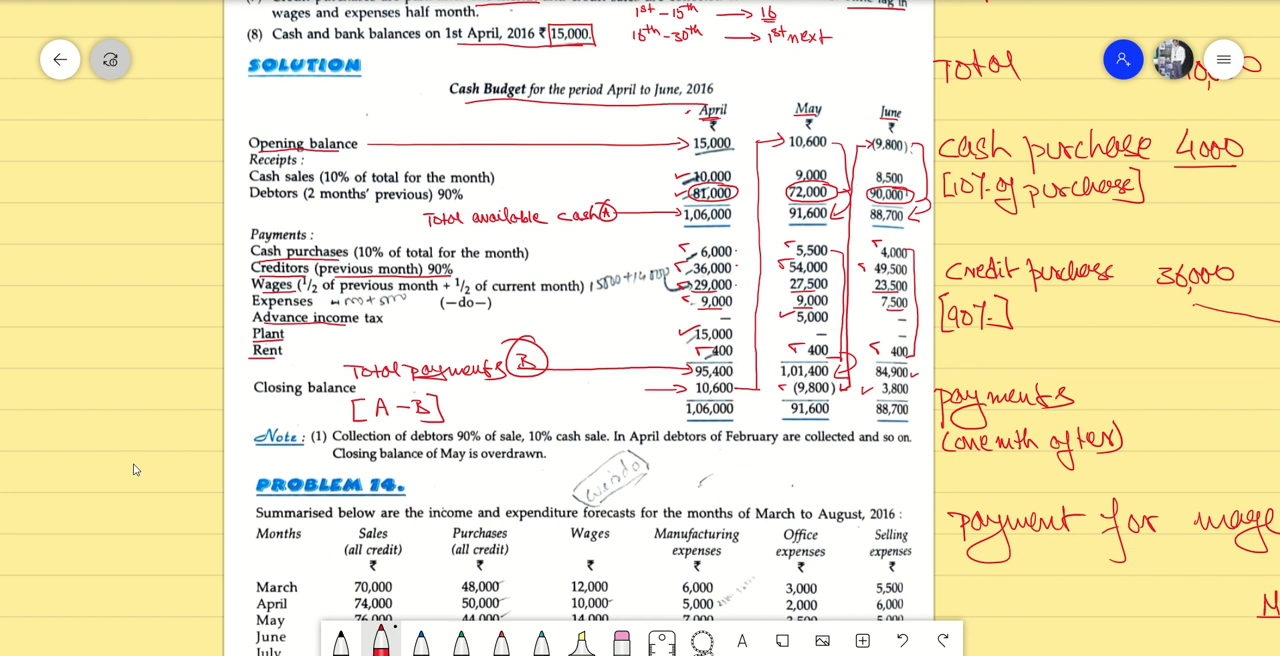 wages and expenses half month.
1st-15th → 16
(8) Cash and bank balances on 1st April, 2016 ₹ 15,000.
16th-30th → 1st next
SOLUTION
Cash Budget for the period April to June, 2016
April May June
₹ ₹ ₹
Opening balance 15,000 10,600 (9,800)
Receipts :
Cash sales (10% of total for the month) 10,000 9,000 8,500
Debtors (2 months' previous) 90% 81,000 72,000 90,000
Total available cash A 1,06,000 91,600 88,700
Payments :
Cash purchases (10% of total for the month) 6,000 5,500 4,000
Creditors (previous month) 90% 36,000 54,000 49,500
Wages (1/2 of previous month + 1/2 of current month) 15000+14000 29,000 27,500 23,500
Expenses (—do—) 9,000 9,000 7,500
Advance income tax — 5,000 —
Plant 15,000 — —
Rent 400 400 400
Total payments B 95,400 1,01,400 84,900
Closing balance 10,600 (9,800) 3,800
[A-B] 1,06,000 91,600 88,700
Note : (1) Collection of debtors 90% of sale, 10% cash sale. In April debtors of February are collected and so on.
Closing balance of May is overdrawn.
PROBLEM 14.
Summarised below are the income and expenditure forecasts for the months of March to August, 2016 :
Months Sales Purchases Wages Manufacturing Office Selling
(all credit) (all credit) expenses expenses expenses
₹ ₹ ₹ ₹ ₹ ₹
March 70,000 48,000 12,000 6,000 3,000 5,500
April 74,000 50,000 10,000 5,000 2,000 6,000
May 76,000 44,000 14,000 7,000
June
July
Total
cash purchase 4000
[10% of purchase]
credit purchase 36,000
[90%]
payments
(one mth after)
payment for wage
M
A